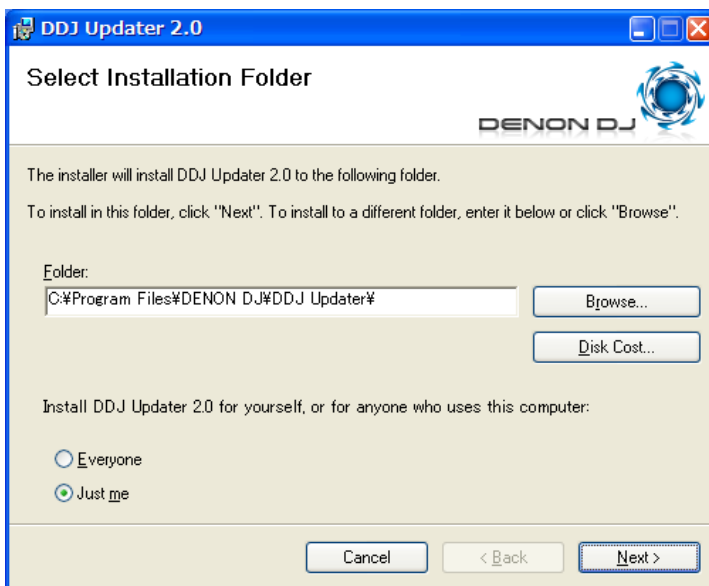 DDJ Updater 2.0
Select Installation Folder
DENON DJ
The installer will install DDJ Updater 2.0 to the following folder.
To install in this folder, click "Next". To install to a different folder, enter it below or click "Browse".
Folder:
C:¥Program Files¥DENON DJ¥DDJ Updater¥
Browse...
Disk Cost...
Install DDJ Updater 2.0 for yourself, or for anyone who uses this computer:
Everyone
Just me
Cancel
< Back
Next >